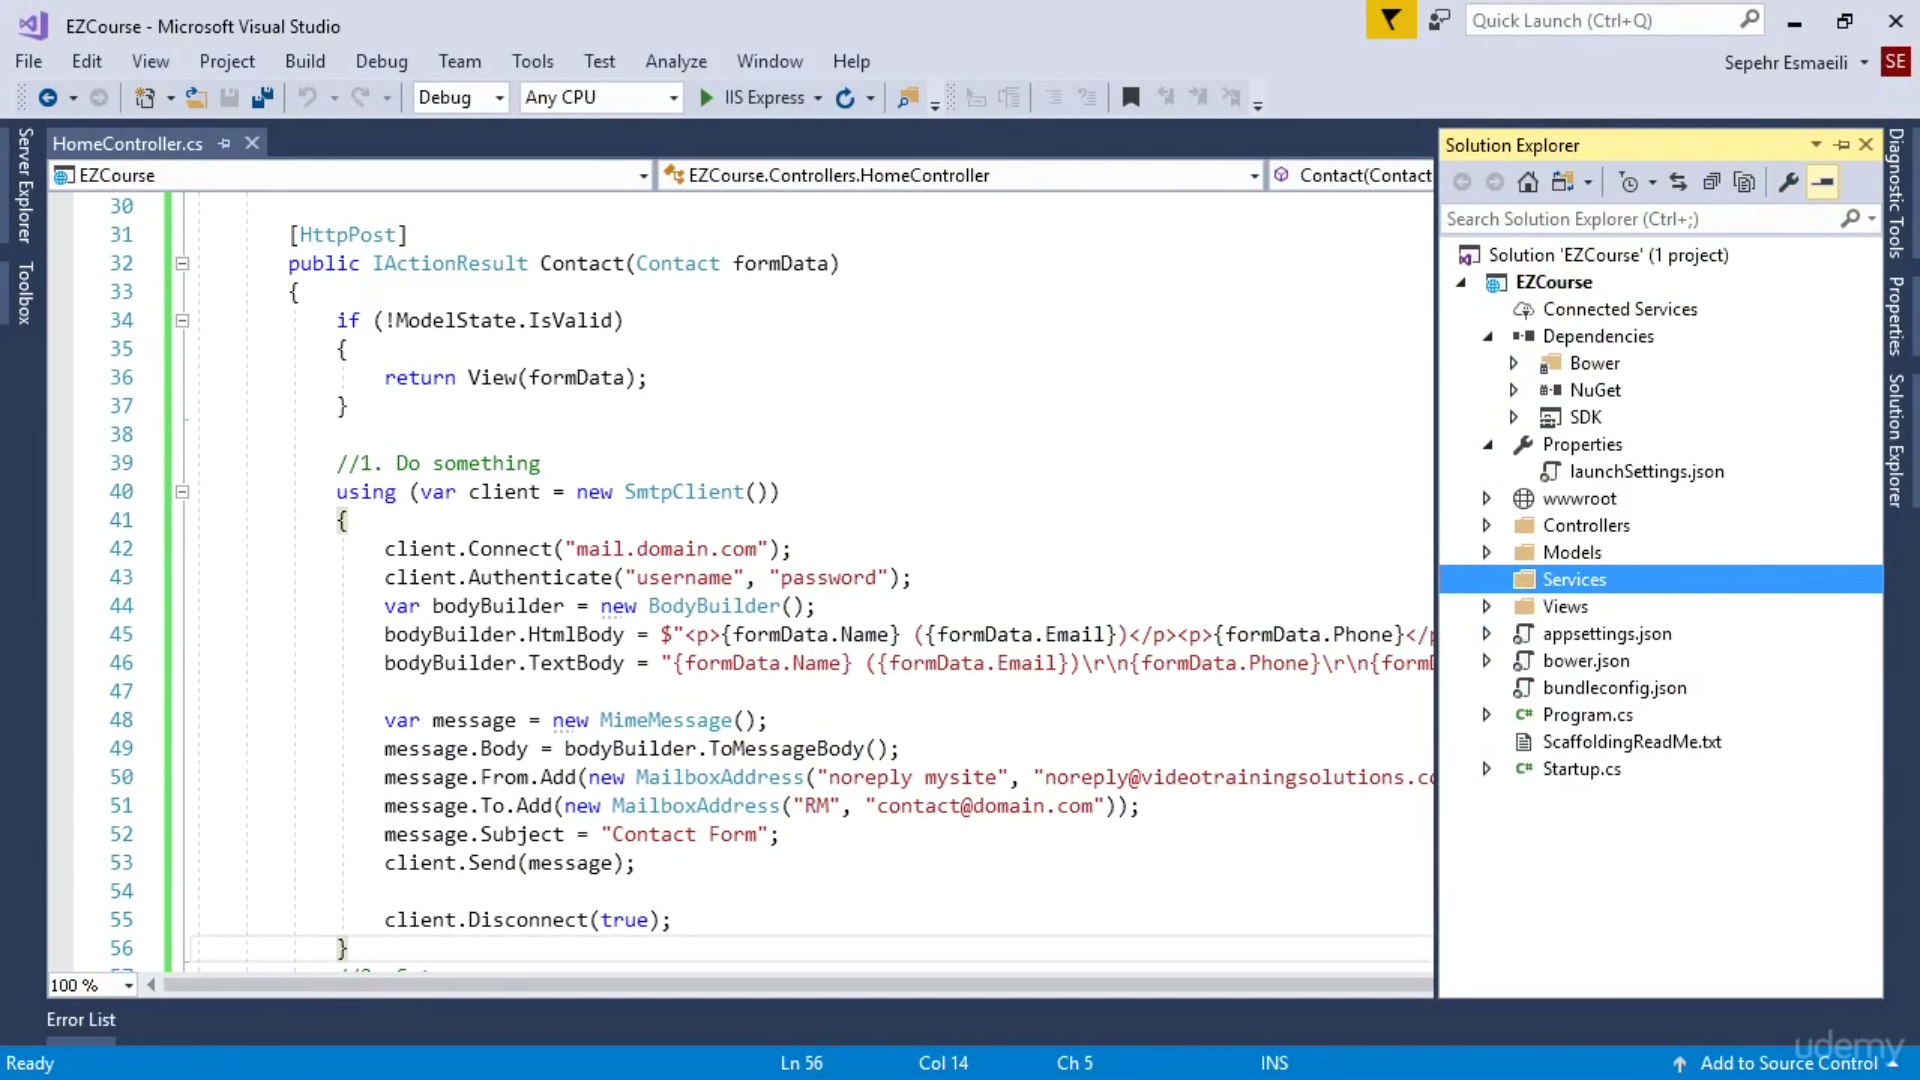 EZCourse - Microsoft Visual Studio
Quick Launch (Ctrl+Q)
File Edit View Project Build Debug Team Tools Test Analyze Window Help
Sepehr Esmaeili SE
Debug Any CPU IIS Express
Server Explorer
Toolbox
HomeController.cs
EZCourse EZCourse.Controllers.HomeController Contact(Contact
30
31 [HttpPost]
32 public IActionResult Contact(Contact formData)
33 {
34 if (!ModelState.IsValid)
35 {
36 return View(formData);
37 }
38
39 //1. Do something
40 using (var client = new SmtpClient())
41 {
42 client.Connect("mail.domain.com");
43 client.Authenticate("username", "password");
44 var bodyBuilder = new BodyBuilder();
45 bodyBuilder.HtmlBody = $"<p>{formData.Name} ({formData.Email})</p><p>{formData.Phone}</
46 bodyBuilder.TextBody = "{formData.Name} ({formData.Email})\r\n{formData.Phone}\r\n{form
47
48 var message = new MimeMessage();
49 message.Body = bodyBuilder.ToMessageBody();
50 message.From.Add(new MailboxAddress("noreply mysite", "noreply@videotrainingsolutions.c
51 message.To.Add(new MailboxAddress("RM", "contact@domain.com"));
52 message.Subject = "Contact Form";
53 client.Send(message);
54
55 client.Disconnect(true);
56 }
100 %
Solution Explorer
Search Solution Explorer (Ctrl+;)
Solution 'EZCourse' (1 project)
EZCourse
Connected Services
Dependencies
Bower
NuGet
SDK
Properties
launchSettings.json
wwwroot
Controllers
Models
Services
Views
appsettings.json
bower.json
bundleconfig.json
C# Program.cs
ScaffoldingReadMe.txt
C# Startup.cs
Diagnostic Tools
Properties
Solution Explorer
Error List
udemy
Ready Ln 56 Col 14 Ch 5 INS Add to Source Control